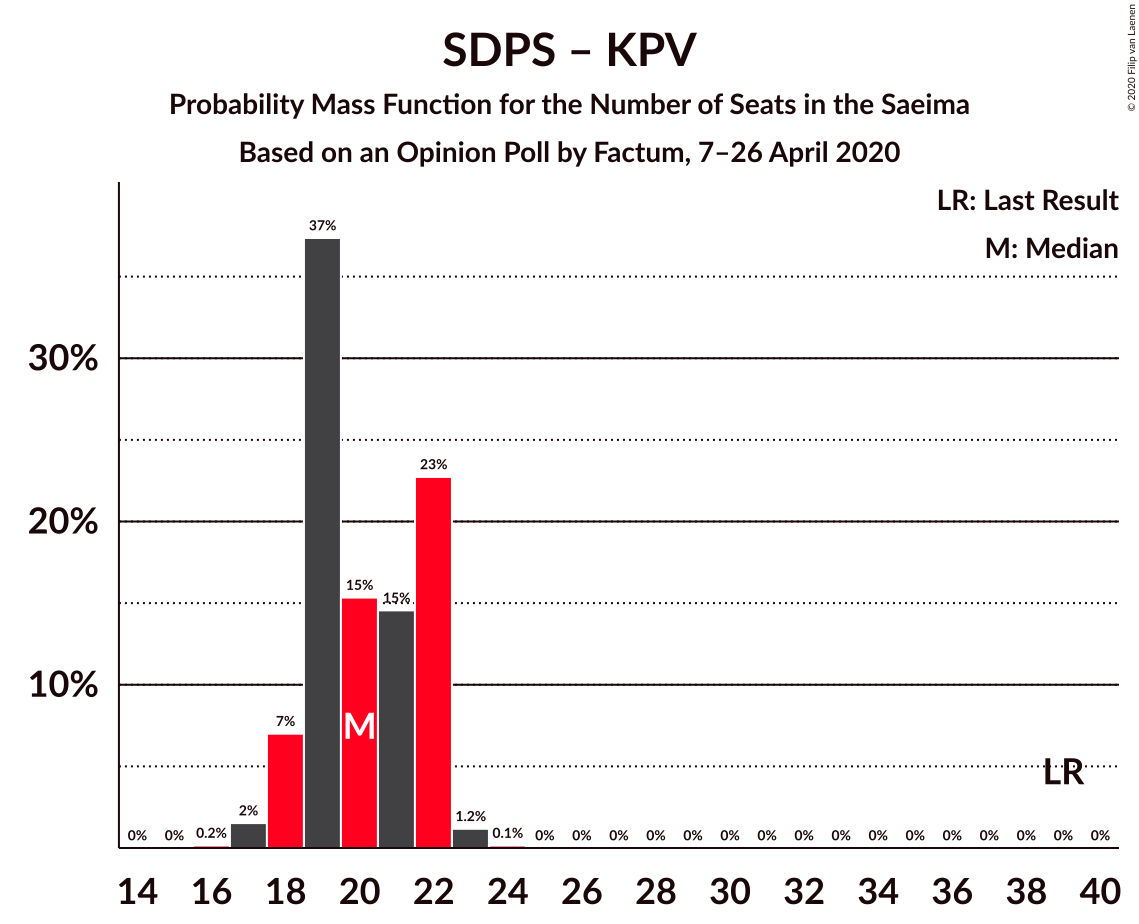 SDPS – KPV
Probability Mass Function for the Number of Seats in the Saeima
Based on an Opinion Poll by Factum, 7–26 April 2020
© 2020 Filip van Laenen
LR: Last Result
M: Median
37%
30%
23%
20%
15%
15%
10%
7%
M
LR
2%
1.2%
0% 0% 0.2% 0.1% 0% 0% 0% 0% 0% 0% 0% 0% 0% 0% 0% 0% 0% 0% 0% 0%
14 16 18 20 22 24 26 28 30 32 34 36 38 40